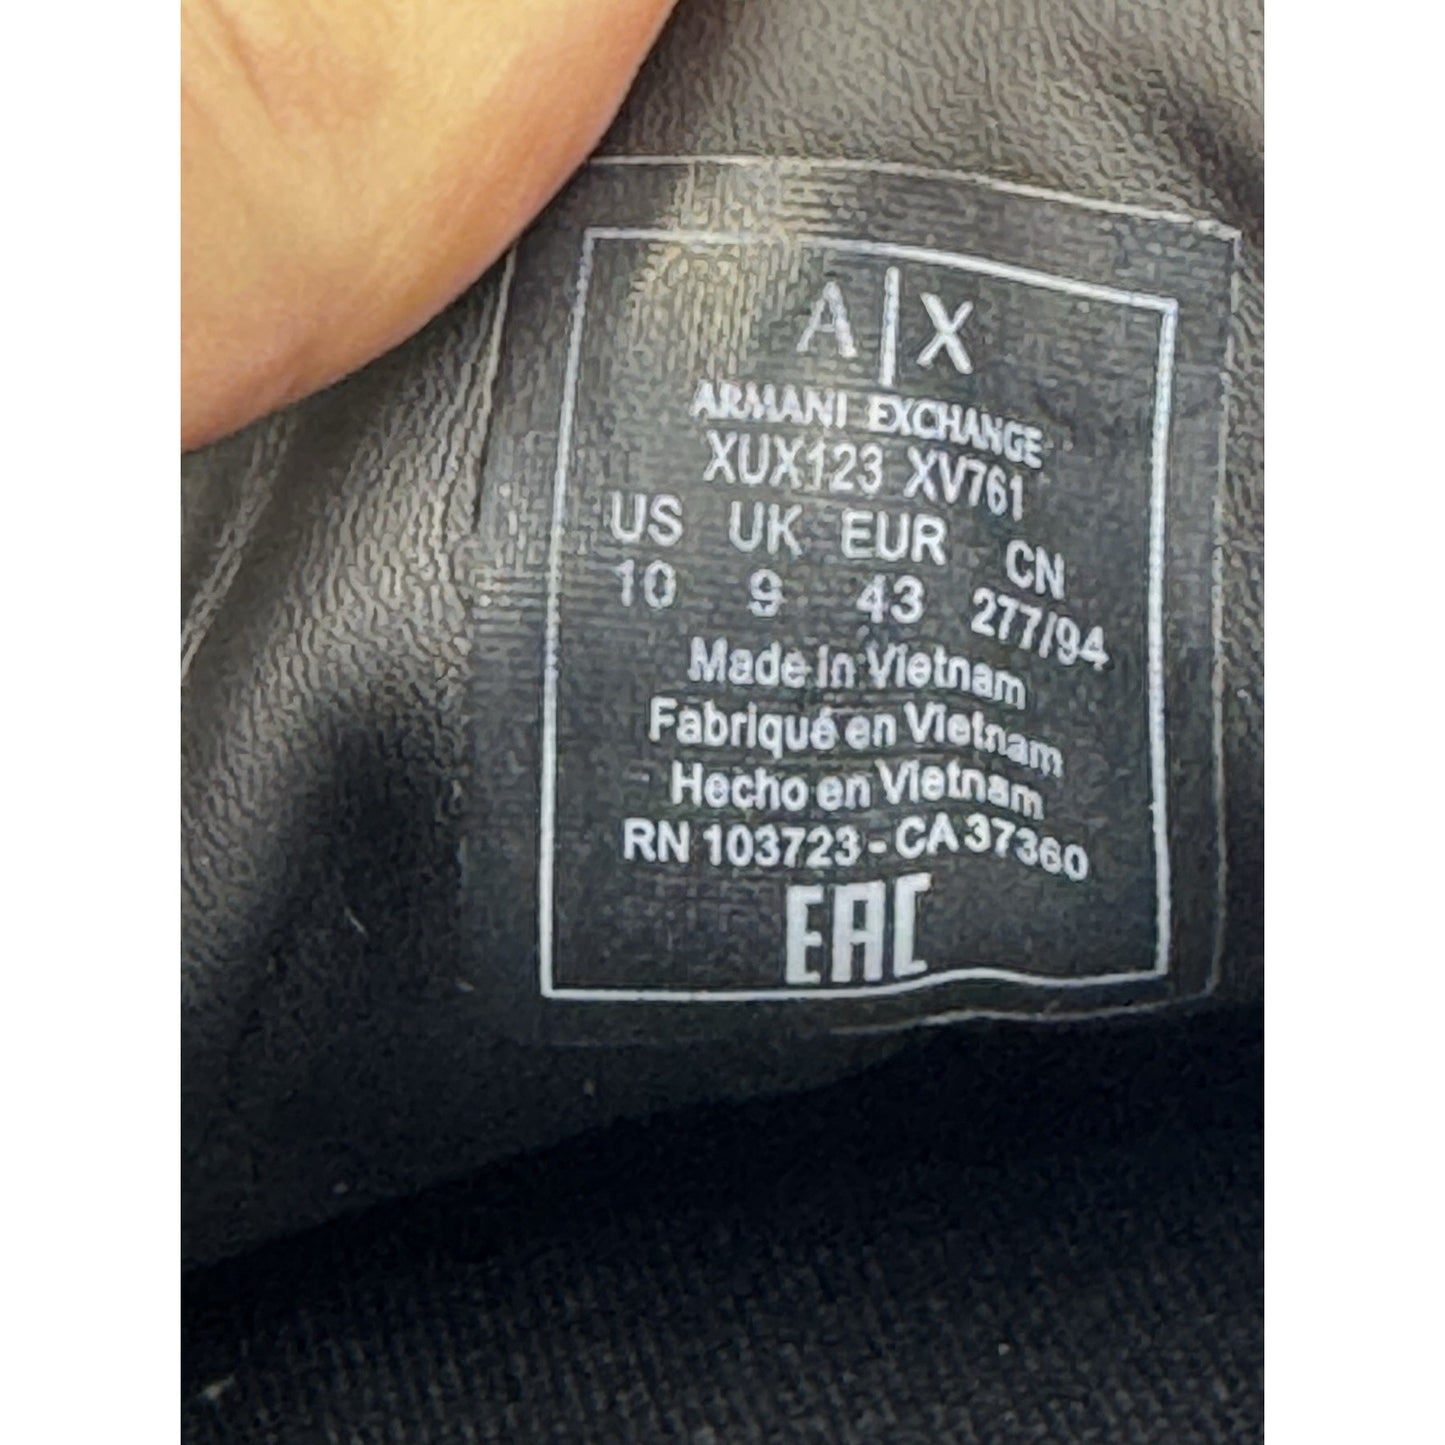 A|X
ARMANI EXCHANGE
XUX123 XV761
US UK EUR CN
10 9 43 277/94
Made in Vietnam
Fabriqué en Vietnam
Hecho en Vietnam
RN 103723 - CA 37360
EAC